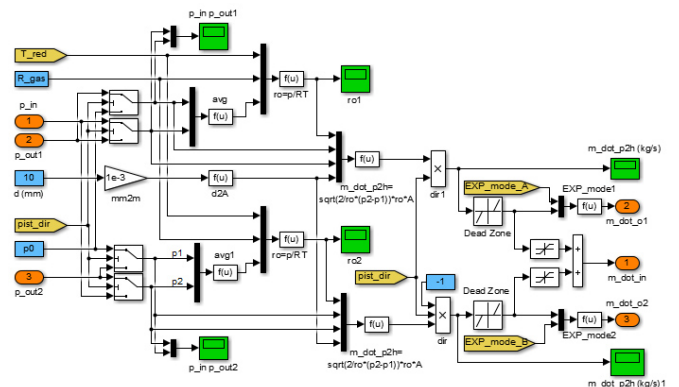 p_in p_out1
T_red
R_gas
f(u)
ro=p/RT
ro1
p_in
avg
1
f(u)
2
p_out1
f(u)
m_dot_p2h=
sqrt(2/ro*(p2-p1))*ro*A
×
dir1
m_dot_p2h (kg/s)
10
d (mm)
1e-3
mm2m
f(u)
d2A
EXP_mode_A
EXP_mode1
f(u)
2
m_dot_o1
Dead Zone
pist_dir
p0
p1
avg1
f(u)
f(u)
ro=p/RT
ro2
p2
3
p_out2
pist_dir
-1
+
+
1
m_dot_in
Dead Zone
f(u)
m_dot_p2h=
sqrt(2/ro*(p2-p1))*ro*A
×
dir
m_dot_o2
f(u)
3
EXP_mode_B
EXP_mode2
p_in p_out2
m_dot_p2h (kg/s)1